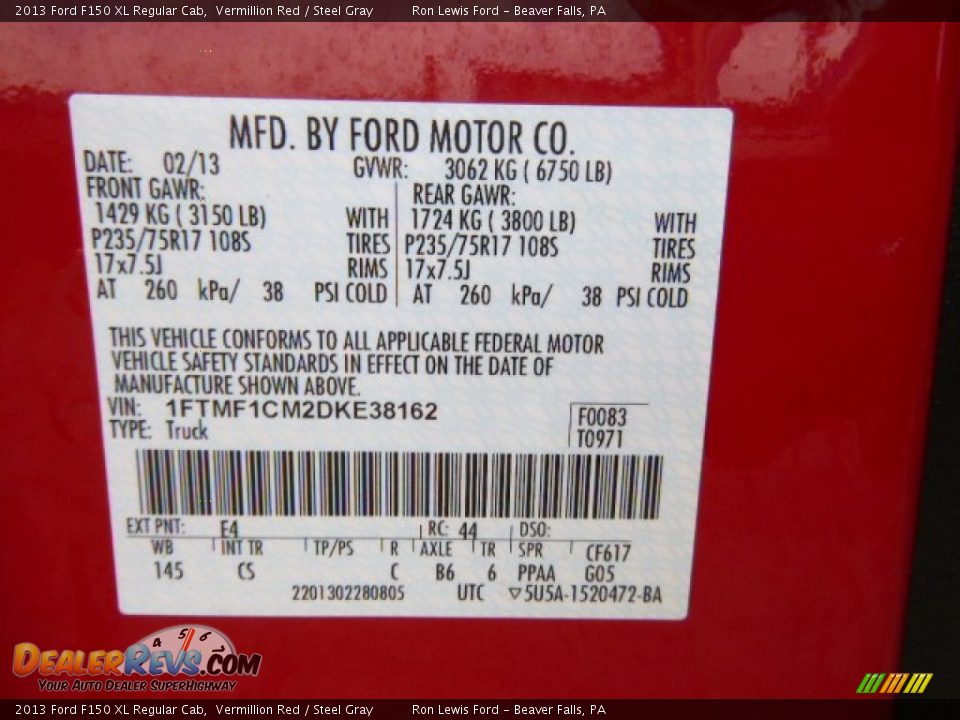 2013 Ford F150 XL Regular Cab,  Vermillion Red / Steel Gray    Ron Lewis Ford - Beaver Falls, PA
MFD. BY FORD MOTOR CO.
DATE: 02/13 GVWR: 3062 KG ( 6750 LB)
FRONT GAWR: REAR GAWR:
1429 KG ( 3150 LB) WITH 1724 KG ( 3800 LB) WITH
P235/75R17 108S TIRES P235/75R17 108S TIRES
17x7.5J RIMS 17x7.5J RIMS
AT 260 kPa/ 38 PSI COLD AT 260 kPa/ 38 PSI COLD
THIS VEHICLE CONFORMS TO ALL APPLICABLE FEDERAL MOTOR
VEHICLE SAFETY STANDARDS IN EFFECT ON THE DATE OF
MANUFACTURE SHOWN ABOVE.
VIN: 1FTMF1CM2DKE38162
F0083
TYPE: Truck
T0971
EXT PNT: F4 RC: 44 DSO:
WB INT TR TP/PS R AXLE TR SPR CF617
145 CS C B6 6 PPAA G05
2201302280805 UTC ▽5U5A-1520472-BA
4 5 6
DEALERREVS.COM
YOUR AUTO DEALER SUPERHIGHWAY
2013 Ford F150 XL Regular Cab,  Vermillion Red / Steel Gray    Ron Lewis Ford - Beaver Falls, PA